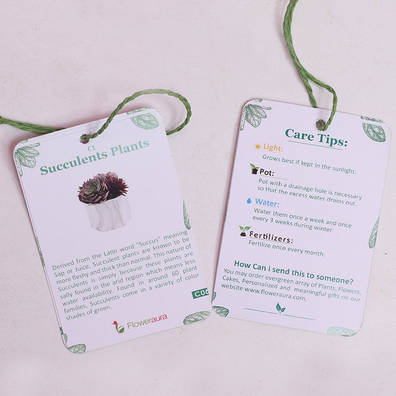 Succulents Plants
Derived from the Latin word "Succus" meaning
Sap or Juice, Succulent plants are known to be
more fleshy and thick than normal. This nature of
Succulents is simply because these plants are
sally found in the arid region which means less
water availability. Found in around 60 plant
families, Succulents come in a variety of color
shades of green.
Floweraura
Care Tips:
Light:
Grows best if kept in the sunlight.
Pot:
Pot with a drainage hole is necessary
so that the excess water drains out.
Water:
Water them once a week and once
every 3 weeks during winter
Fertilizers:
Fertilize once every month.
How Can i send this to someone?
You may order evergreen array of Plants, Flowers,
Cakes, Personalized and meaningful gifts on our
website www.floweraura.com